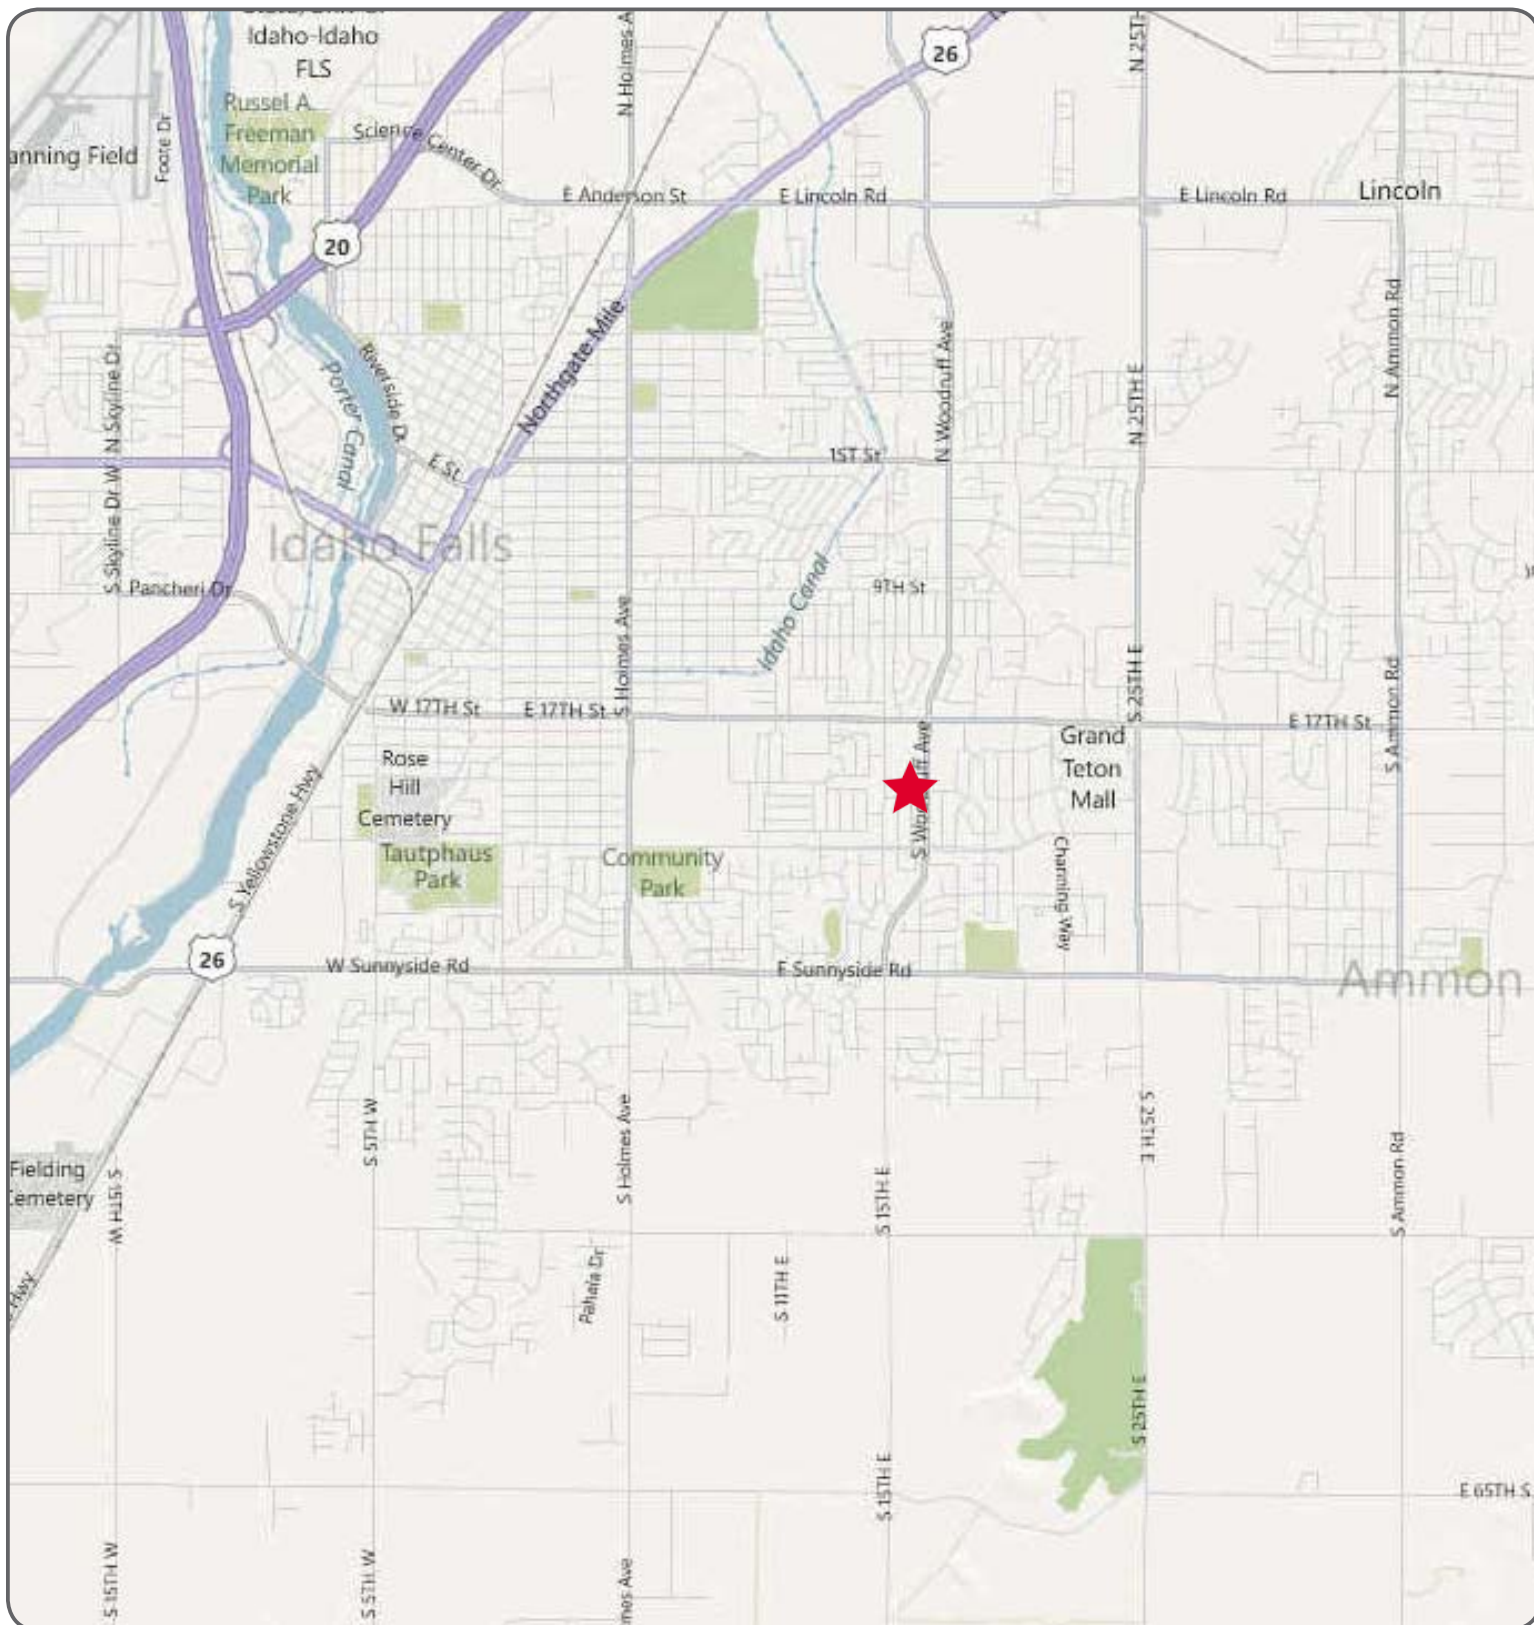 Idaho-Idaho
FLS
Russel A.
Freeman
Memorial
Park
anning Field
Foote Dr
Science Center Dr
N Holmes A
26
N 25TH
E Anderson St
E Lincoln Rd
E Lincoln Rd
Lincoln
20
Northgate Mile
N Woodruff Ave
N 25TH E
N Ammon Rd
Riverside Dr
Porter Canal
N Skyline Dr
S Skyline Dr W
E St
1ST St
Idaho Falls
Pancheri Dr
9TH St
Idaho Canal
S Holmes Ave
S 25TH E
S Ammon Rd
W 17TH St
E 17TH St
E 17TH St
Rose
Hill
Cemetery
S Woodruff Ave
Grand
Teton
Mall
S Yellowstone Hwy
Tautphaus
Park
Community
Park
Channing Way
26
W Sunnyside Rd
E Sunnyside Rd
Ammon
S 5TH W
S Holmes Ave
S 25TH E
S Ammon Rd
Fielding
Cemetery
S 15TH W
S 15TH E
Hwy
Pahaia Dr
S 11TH E
S 25TH E
S 15TH E
E 65TH S
S 15TH W
S 5TH W
mes Ave